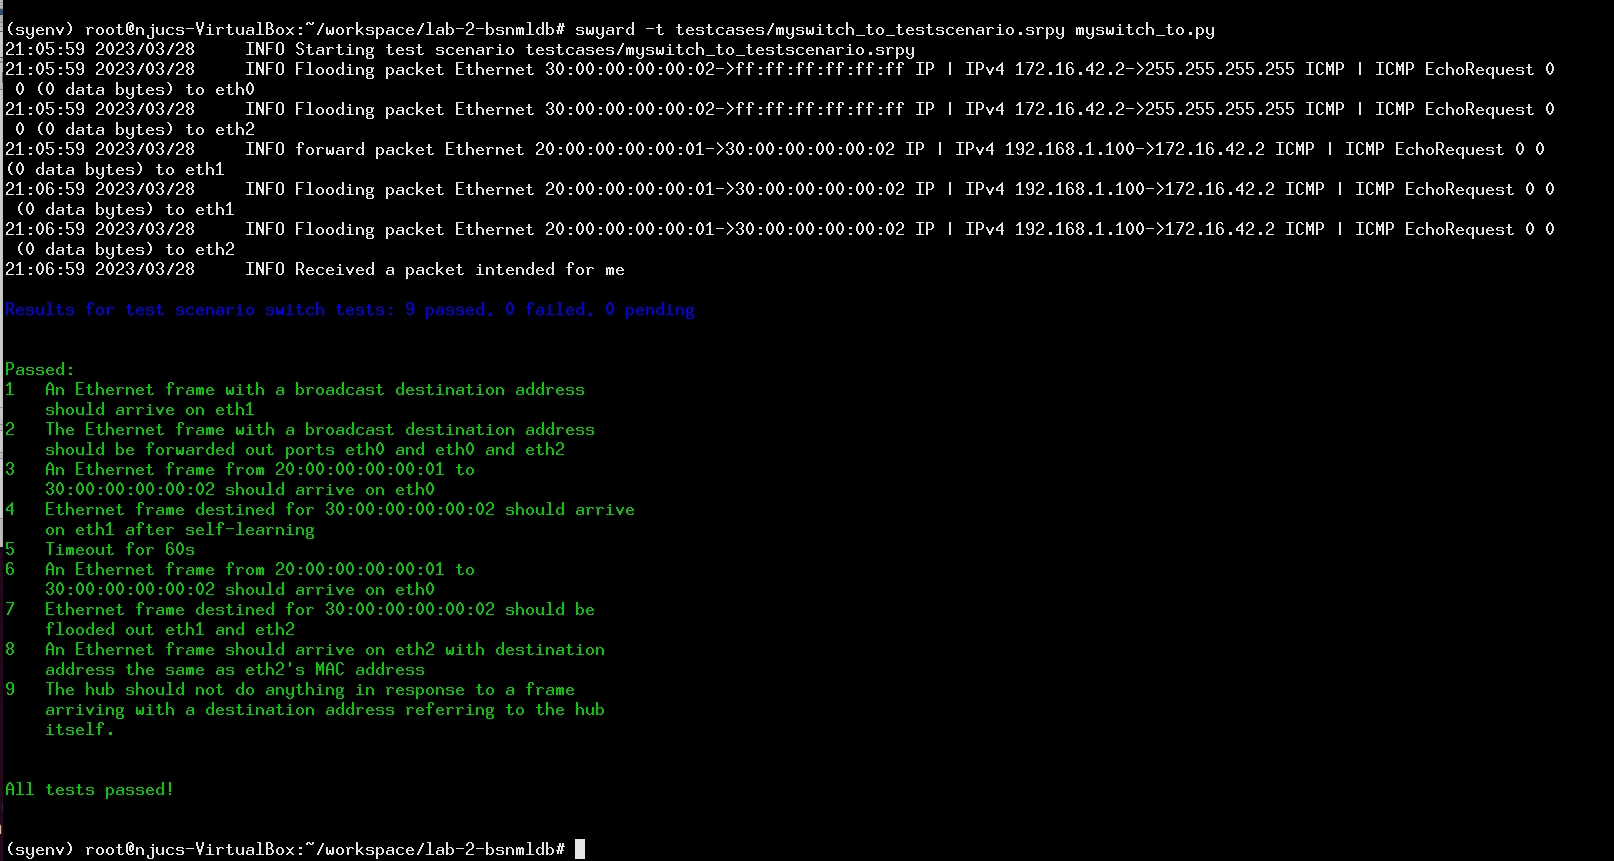 (syenv) root@njucs-VirtualBox:~/workspace/lab-2-bsnmldb# swyard -t testcases/myswitch_to_testscenario.srpy myswitch_to.py
21:05:59 2023/03/28     INFO Starting test scenario testcases/myswitch_to_testscenario.srpy
21:05:59 2023/03/28     INFO Flooding packet Ethernet 30:00:00:00:00:02->ff:ff:ff:ff:ff:ff IP | IPv4 172.16.42.2->255.255.255.255 ICMP | ICMP EchoRequest 0
 0 (0 data bytes) to eth0
21:05:59 2023/03/28     INFO Flooding packet Ethernet 30:00:00:00:00:02->ff:ff:ff:ff:ff:ff IP | IPv4 172.16.42.2->255.255.255.255 ICMP | ICMP EchoRequest 0
 0 (0 data bytes) to eth2
21:05:59 2023/03/28     INFO forward packet Ethernet 20:00:00:00:00:01->30:00:00:00:00:02 IP | IPv4 192.168.1.100->172.16.42.2 ICMP | ICMP EchoRequest 0 0
(0 data bytes) to eth1
21:06:59 2023/03/28     INFO Flooding packet Ethernet 20:00:00:00:00:01->30:00:00:00:00:02 IP | IPv4 192.168.1.100->172.16.42.2 ICMP | ICMP EchoRequest 0 0
 (0 data bytes) to eth1
21:06:59 2023/03/28     INFO Flooding packet Ethernet 20:00:00:00:00:01->30:00:00:00:00:02 IP | IPv4 192.168.1.100->172.16.42.2 ICMP | ICMP EchoRequest 0 0
 (0 data bytes) to eth2
21:06:59 2023/03/28     INFO Received a packet intended for me
Results for test scenario switch tests: 9 passed, 0 failed, 0 pending
Passed:
1   An Ethernet frame with a broadcast destination address
    should arrive on eth1
2   The Ethernet frame with a broadcast destination address
    should be forwarded out ports eth0 and eth0 and eth2
3   An Ethernet frame from 20:00:00:00:00:01 to
    30:00:00:00:00:02 should arrive on eth0
4   Ethernet frame destined for 30:00:00:00:00:02 should arrive
    on eth1 after self-learning
5   Timeout for 60s
6   An Ethernet frame from 20:00:00:00:00:01 to
    30:00:00:00:00:02 should arrive on eth0
7   Ethernet frame destined for 30:00:00:00:00:02 should be
    flooded out eth1 and eth2
8   An Ethernet frame should arrive on eth2 with destination
    address the same as eth2's MAC address
9   The hub should not do anything in response to a frame
    arriving with a destination address referring to the hub
    itself.
All tests passed!
(syenv) root@njucs-VirtualBox:~/workspace/lab-2-bsnmldb#